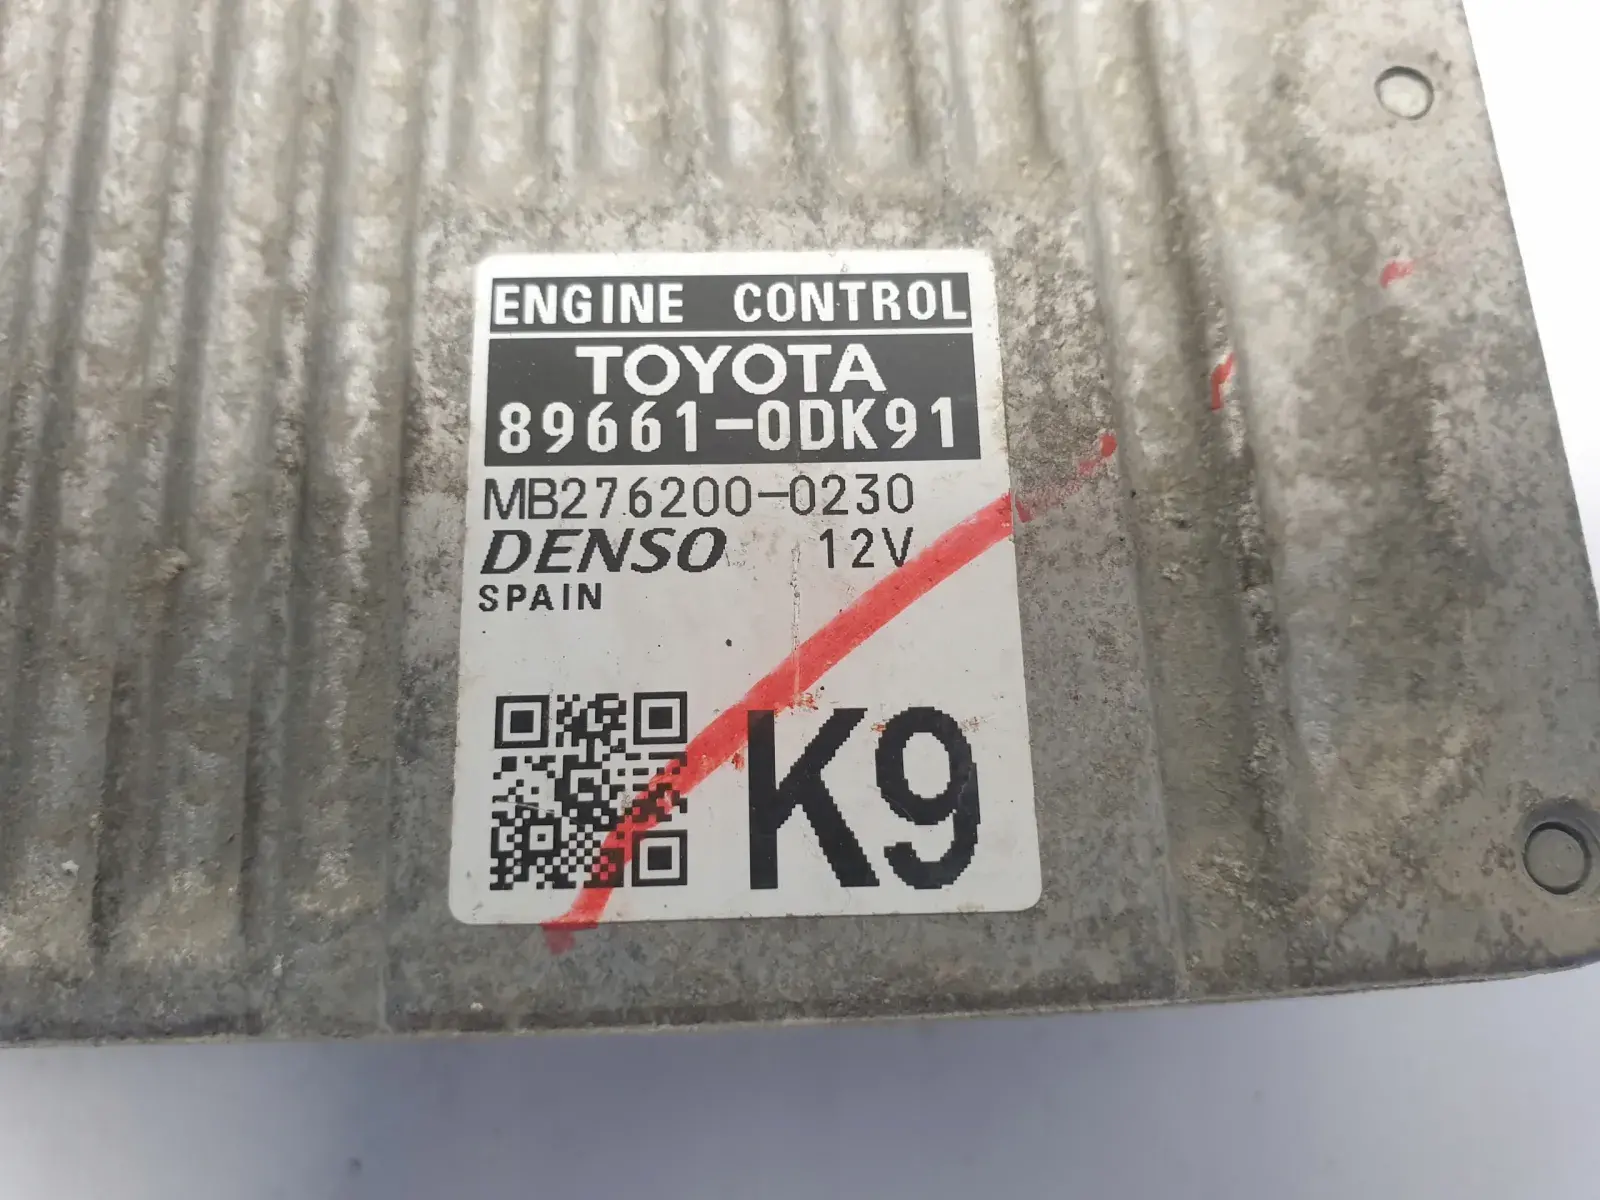 ENGINE CONTROL
TOYOTA
89661-0DK91
MB276200-0230
DENSO 12V
SPAIN
K9